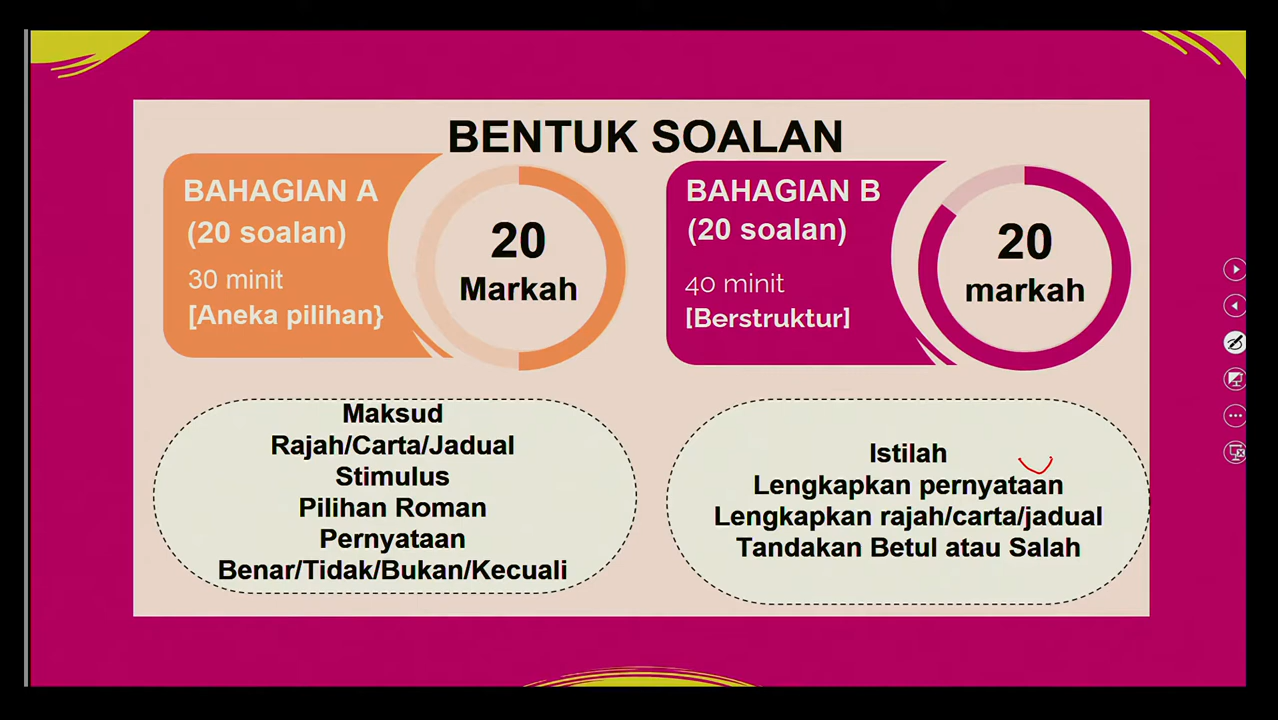 BENTUK SOALAN
BAHAGIAN A
(20 soalan)
30 minit
[Aneka pilihan}
20
Markah
BAHAGIAN B
(20 soalan)
40 minit
[Berstruktur]
20
markah
Maksud
Rajah/Carta/Jadual
Stimulus
Pilihan Roman
Pernyataan
Benar/Tidak/Bukan/Kecuali
Istilah
Lengkapkan pernyataan
Lengkapkan rajah/carta/jadual
Tandakan Betul atau Salah